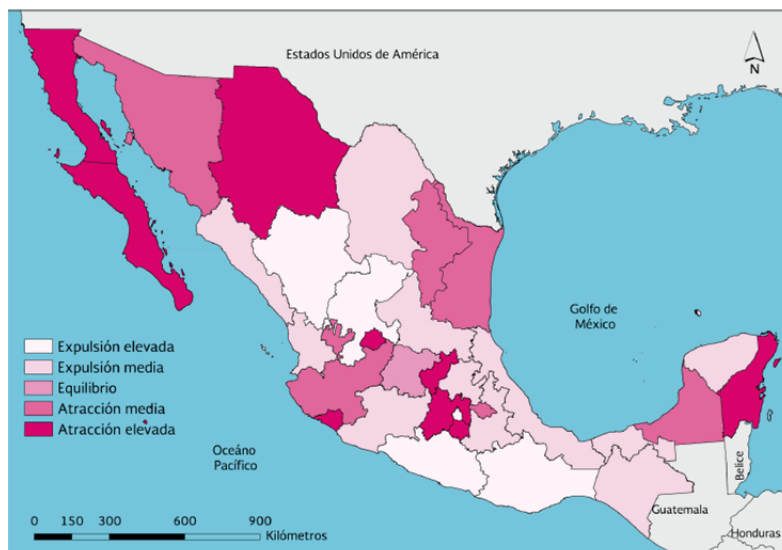 Estados Unidos de América
N
Golfo de
México
Expulsión elevada
Expulsión media
Equilibrio
Atracción media
Atracción elevada
Oceáno
Pacífico
Belice
Guatemala
Honduras
0 150 300 600 900
Kilómetros